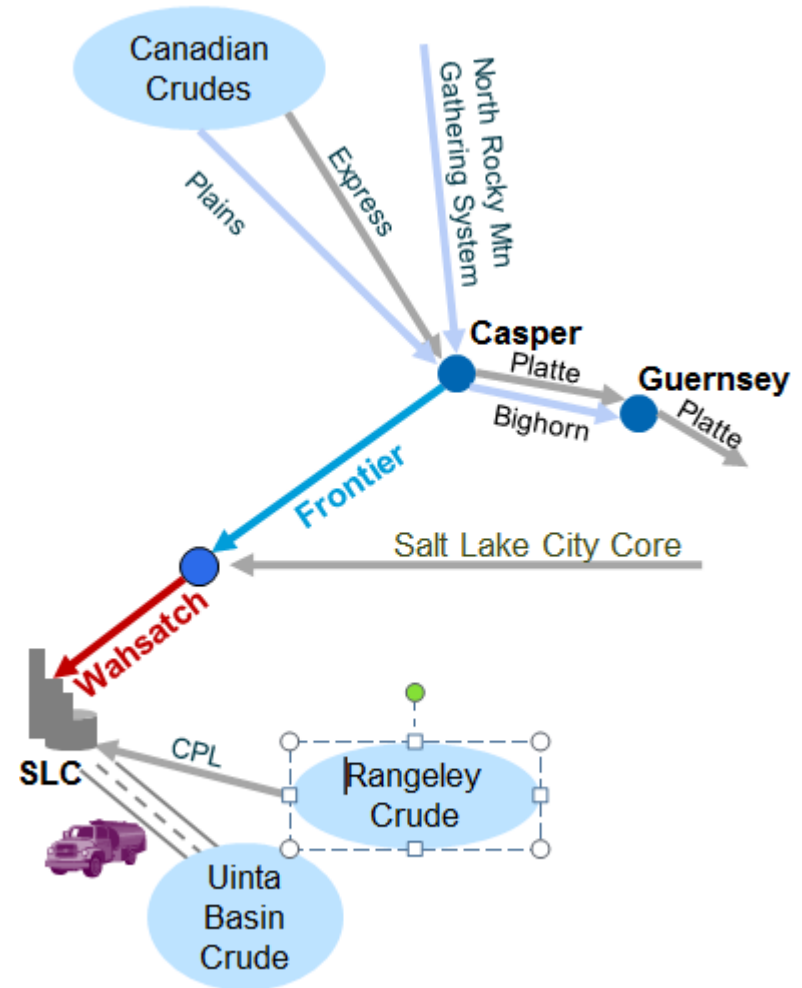 Canadian
Crudes
North Rocky Mtn
Gathering System
Express
Plains
Casper
Platte
Guernsey
Bighorn
Platte
Frontier
Salt Lake City Core
Wahsatch
CPL
SLC
Rangeley
Crude
Uinta
Basin
Crude